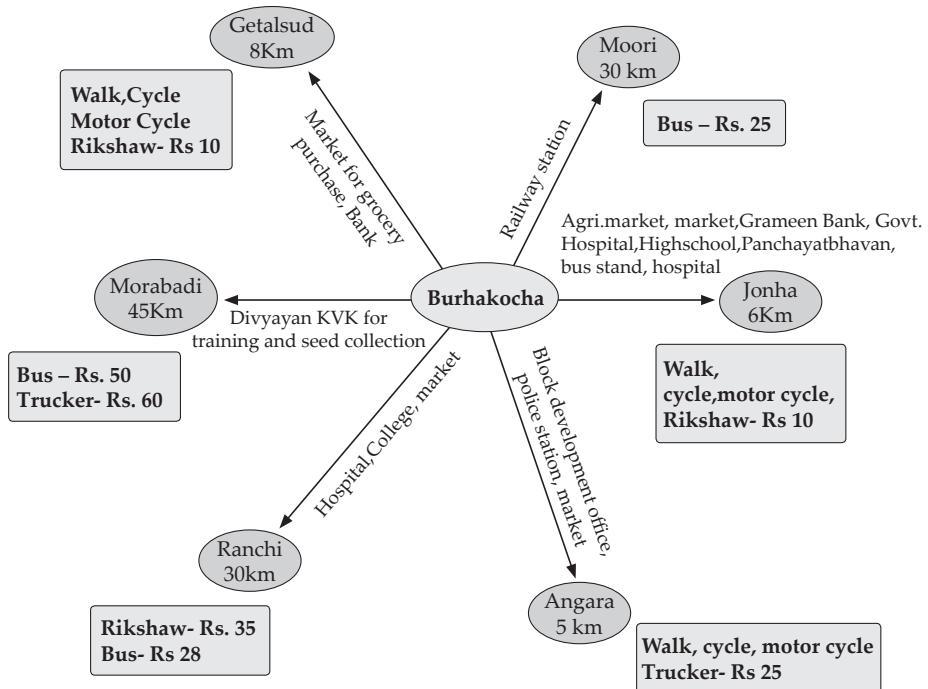 Getalsud
8Km
Walk,Cycle
Motor Cycle
Rikshaw- Rs 10
Market for grocery
purchase, Bank
Moori
30 km
Bus – Rs. 25
Railway station
Agri.market, market,Grameen Bank, Govt.
Hospital,Highschool,Panchayatbhavan,
bus stand, hospital
Jonha
6Km
Walk,
cycle,motor cycle,
Rikshaw- Rs 10
Burhakocha
Morabadi
45Km
Divyayan KVK for
training and seed collection
Bus – Rs. 50
Trucker- Rs. 60
Hospital,College, market
Ranchi
30km
Rikshaw- Rs. 35
Bus- Rs 28
Block development office,
police station, market
Angara
5 km
Walk, cycle, motor cycle
Trucker- Rs 25